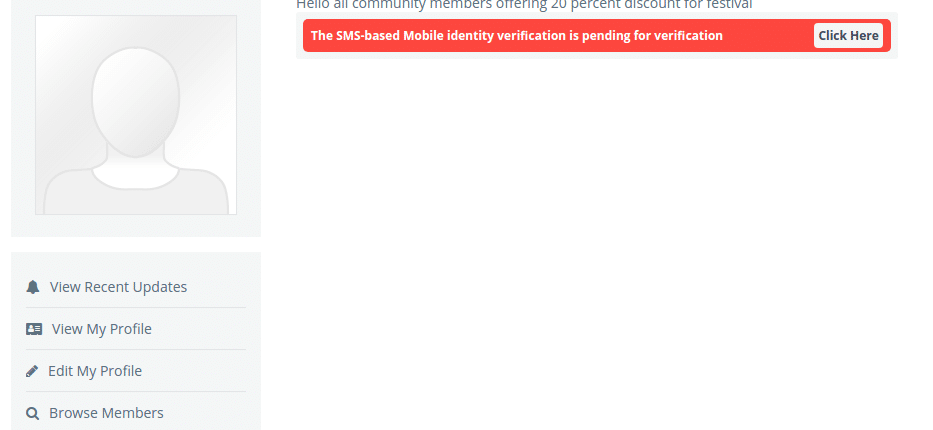 Hello all community members offering 20 percent discount for festival
The SMS-based Mobile identity verification is pending for verification Click Here
View Recent Updates
View My Profile
Edit My Profile
Browse Members